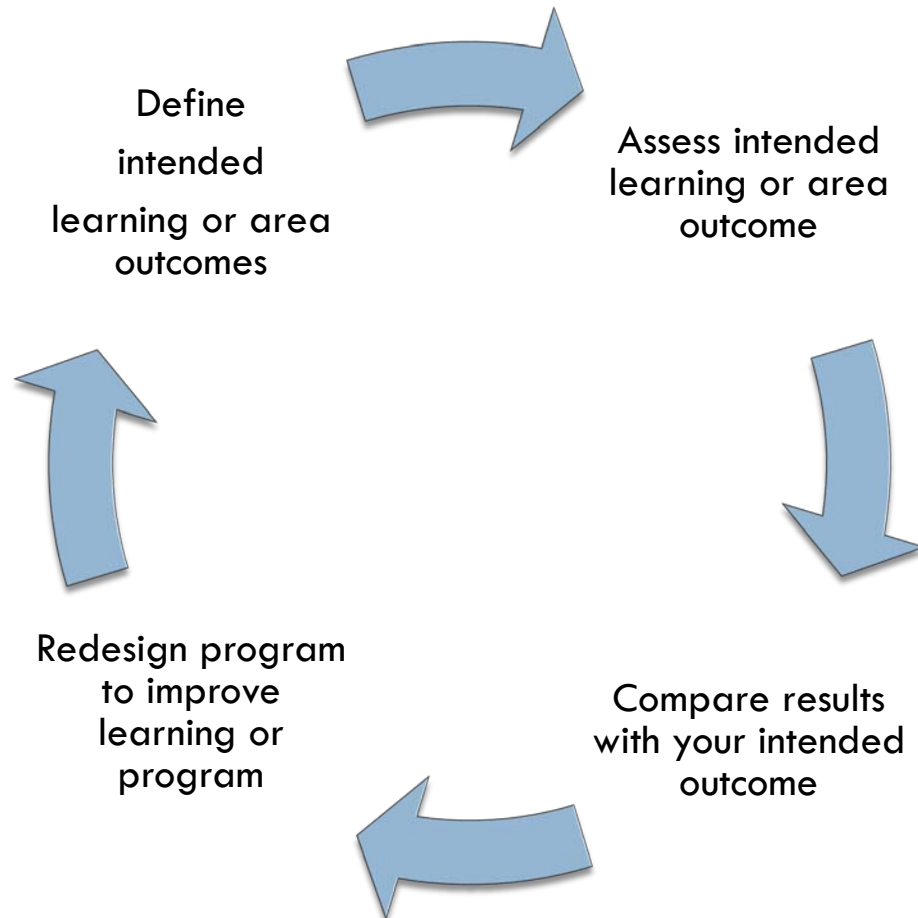 Define
intended
learning or area
outcomes
Assess intended
learning or area
outcome
Compare results
with your intended
outcome
Redesign program
to improve
learning or
program